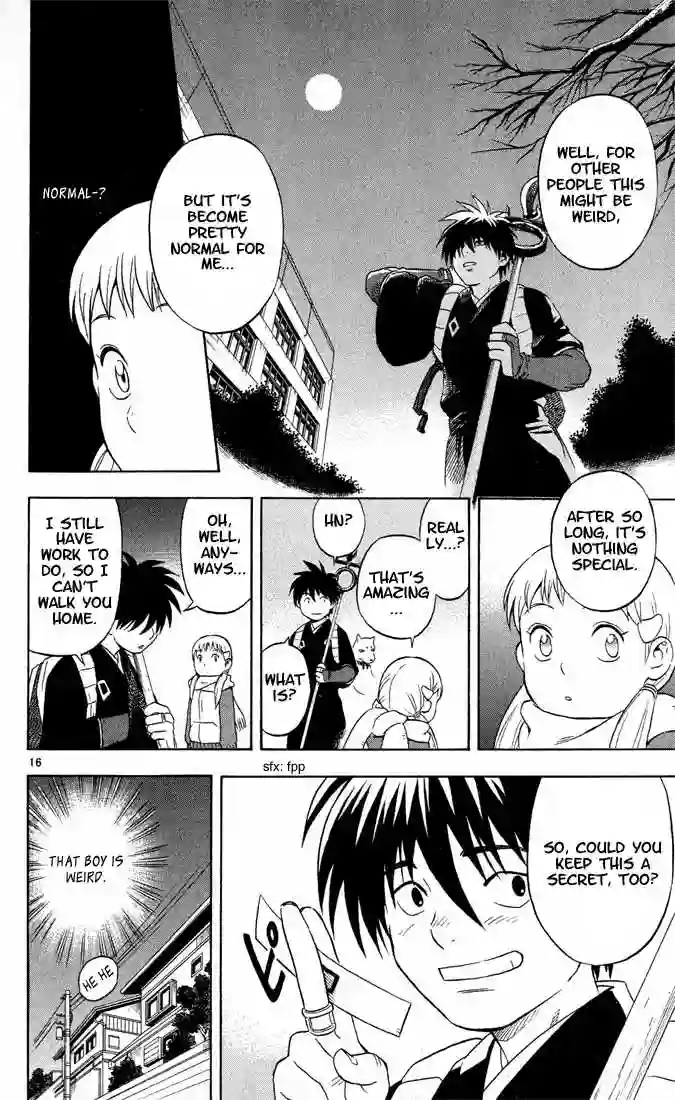 WELL, FOR
OTHER
PEOPLE THIS
MIGHT BE
WEIRD,
BUT IT'S
BECOME
PRETTY
NORMAL FOR
ME...
NORMAL-?
AFTER SO
LONG, IT'S
NOTHING
SPECIAL.
REAL
LY...?
THAT'S
AMAZING
...
HN?
WHAT
IS?
sfx: fpp
OH,
WELL,
ANY-
WAYS...
I STILL
HAVE
WORK TO
DO, SO I
CAN'T
WALK YOU
HOME.
16
SO, COULD YOU
KEEP THIS A
SECRET, TOO?
ピ
THAT BOY IS
WEIRD.
HE HE